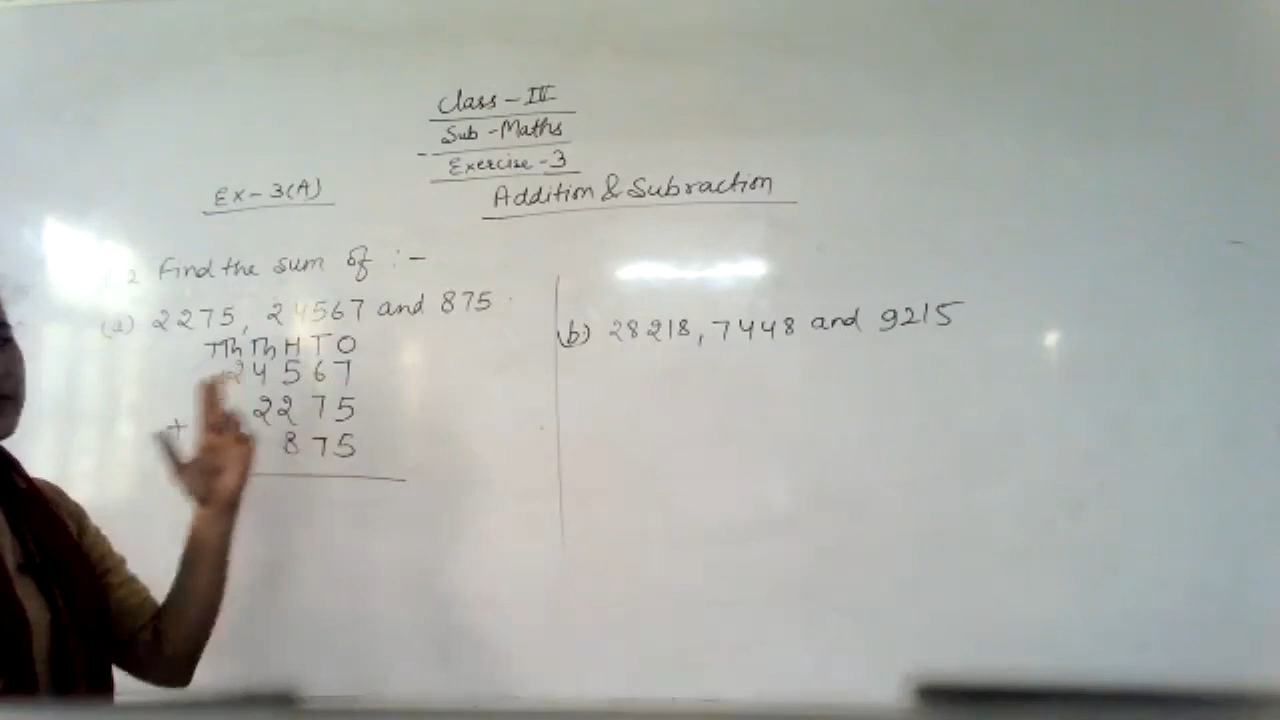 Class - III
Sub - Maths
Exercise - 3
Ex - 3(A)
Addition & Subraction
2 Find the sum of : -
(a) 2275, 24567 and 875
(b) 28218, 7448 and 9215
TTh Th H T O
24567
2275
+ 875